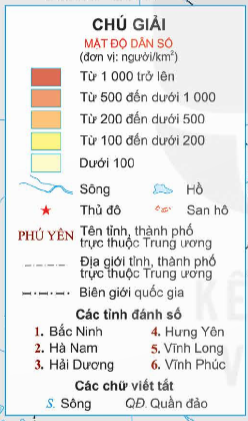 CHÚ GIẢI
MẬT ĐỘ DÂN SỐ
(đơn vị: người/km²)
Từ 1 000 trở lên
Từ 500 đến dưới 1 000
Từ 200 đến dưới 500
Từ 100 đến dưới 200
Dưới 100
Sông Hồ
Thủ đô San hô
PHÚ YÊN Tên tỉnh, thành phố
trực thuộc Trung ương
Địa giới tỉnh, thành phố
trực thuộc Trung ương
Biên giới quốc gia
Các tỉnh đánh số
1. Bắc Ninh 4. Hưng Yên
2. Hà Nam 5. Vĩnh Long
3. Hải Dương 6. Vĩnh Phúc
Các chữ viết tắt
S. Sông QĐ. Quần đảo